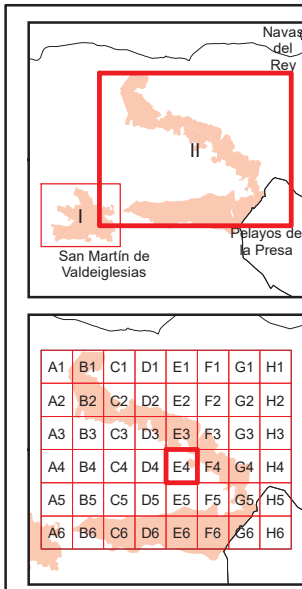 Navas
del
Rey
II
I
San Martín de
Valdeiglesias
Pelayos de
la Presa
A1 B1 C1 D1 E1 F1 G1 H1
A2 B2 C2 D2 E2 F2 G2 H2
A3 B3 C3 D3 E3 F3 G3 H3
A4 B4 C4 D4 E4 F4 G4 H4
A5 B5 C5 D5 E5 F5 G5 H5
A6 B6 C6 D6 E6 F6 G6 H6